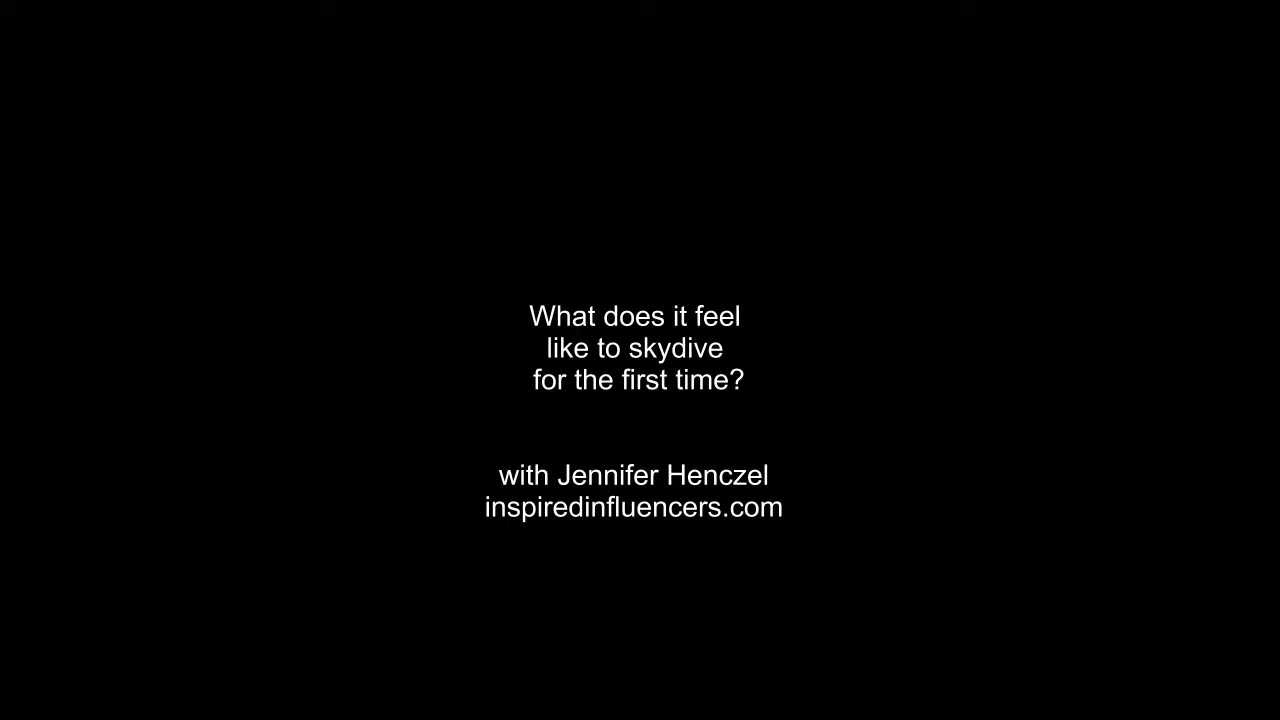 What does it feel
like to skydive
for the first time?
with Jennifer Henczel
inspiredinfluencers.com